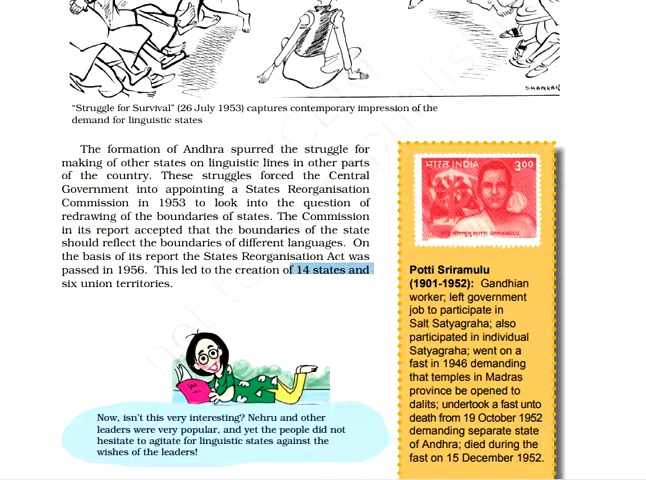 SHANKAR
"Struggle for Survival" (26 July 1953) captures contemporary impression of the
demand for linguistic states
The formation of Andhra spurred the struggle for
making of other states on linguistic lines in other parts
of the country. These struggles forced the Central
Government into appointing a States Reorganisation
Commission in 1953 to look into the question of
redrawing of the boundaries of states. The Commission
in its report accepted that the boundaries of the state
should reflect the boundaries of different languages. On
the basis of its report the States Reorganisation Act was
passed in 1956. This led to the creation of 14 states and
six union territories.
Now, isn't this very interesting? Nehru and other
leaders were very popular, and yet the people did not
hesitate to agitate for linguistic states against the
wishes of the leaders!
भारत INDIA 3.00
Potti Sriramulu
(1901-1952): Gandhian
worker; left government
job to participate in
Salt Satyagraha; also
participated in individual
Satyagraha; went on a
fast in 1946 demanding
that temples in Madras
province be opened to
dalits; undertook a fast unto
death from 19 October 1952
demanding separate state
of Andhra; died during the
fast on 15 December 1952.